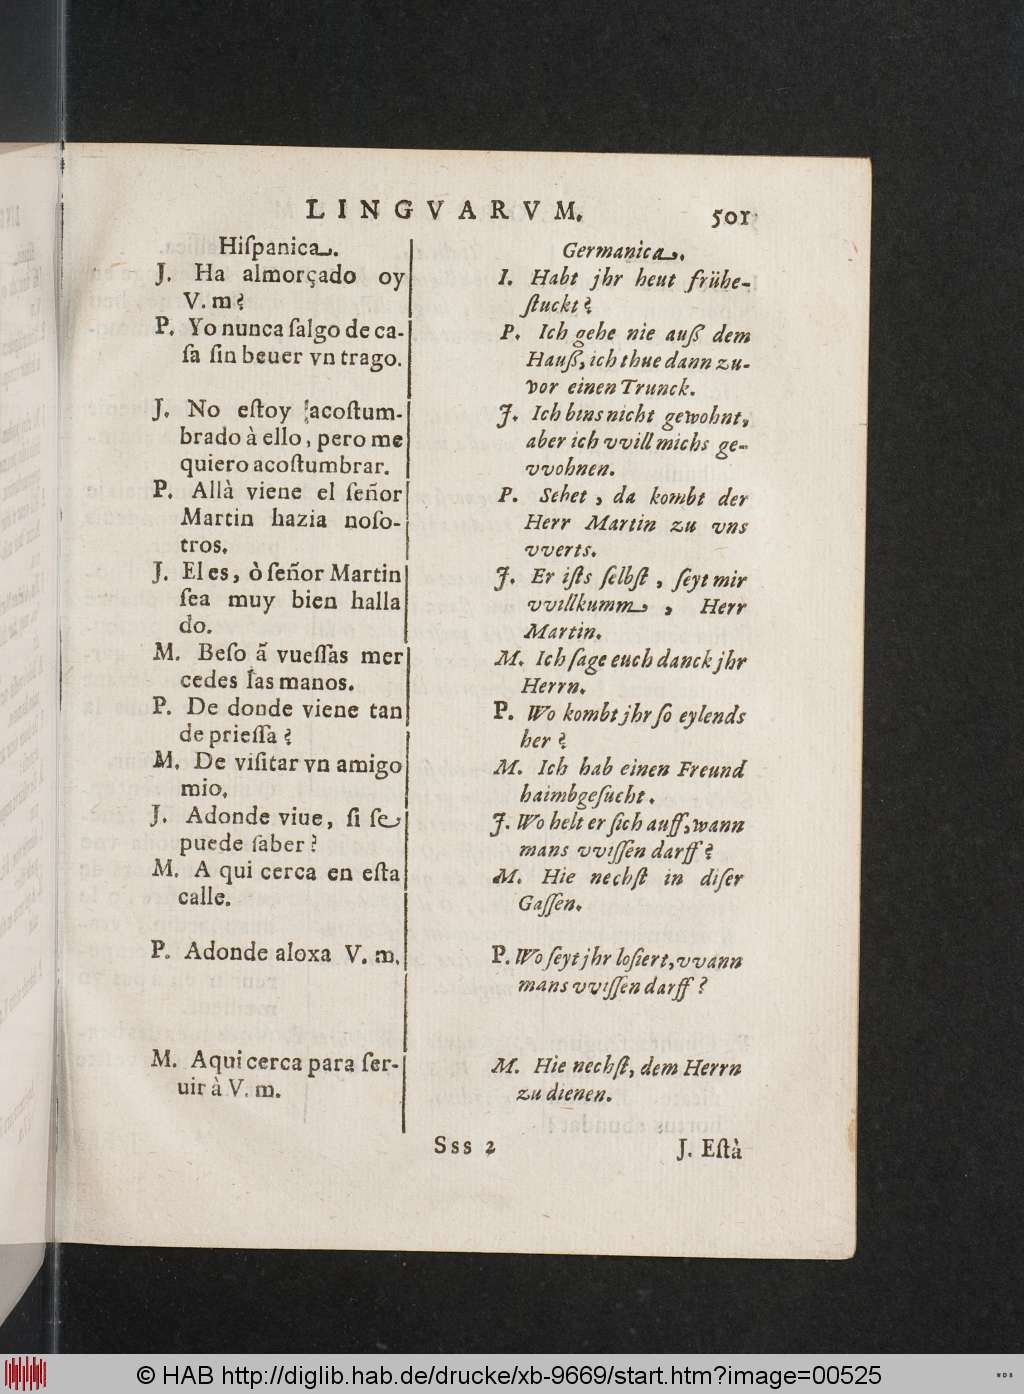 LINGVARVM.
501
Hiſpanica.
J. Ha almorçado oy
V. m?
P. Yo nunca ſalgo de ca-
ſa ſin beuer vn trago.
J. No eſtoy acoſtum-
brado à ello, pero me
quiero acoſtumbrar.
P. Allà viene el ſeñor
Martin hazia noſo-
tros.
J. El es, ò ſeñor Martin
ſea muy bien halla
do.
M. Beſo ã vueſſas mer
cedes las manos.
P. De donde viene tan
de prieſſa?
M. De viſitar vn amigo
mio.
J. Adonde viue, ſi ſe
puede ſaber?
M. A qui cerca en eſta
calle.
P. Adonde aloxa V. m.
M. Aqui cerca para ſer-
uir à V. m.
Germanica.
I. Habt jhr heut frühe-
ſtuckt?
P. Ich gehe nie auß dem
Hauß, ich thue dann zu-
vor einen Trunck.
J. Ich bins nicht gewohnt,
aber ich vvill michs ge-
vvohnen.
P. Sehet, da kombt der
Herr Martin zu vns
vverts.
J. Er iſts ſelbſt, ſeyt mir
vvillkumm, Herr
Martin.
M. Ich ſage euch danck jhr
Herrn.
P. Wo kombt jhr ſo eylends
her?
M. Ich hab einen Freund
haimbgeſucht.
J. Wo helt er ſich auff, wann
mans vviſſen darff?
M. Hie nechſt in diſer
Gaſſen.
P. Wo ſeyt jhr loſiert, vvann
mans vviſſen darff?
M. Hie nechſt, dem Herrn
zu dienen.
Sss 2
J. Eſtà
© HAB http://diglib.hab.de/drucke/xb-9669/start.htm?image=00525